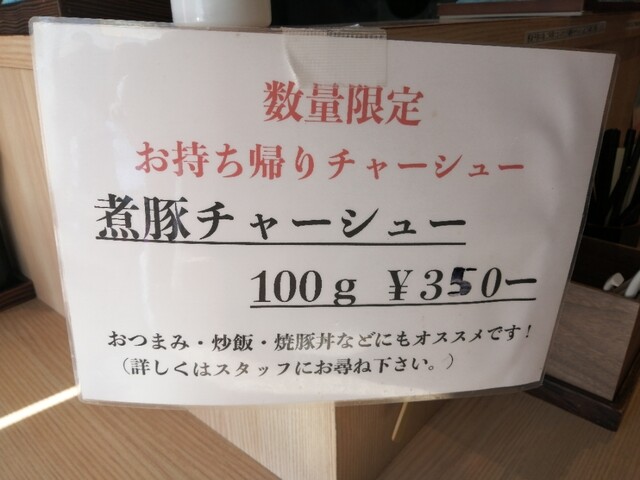 数量限定
お持ち帰りチャーシュー
煮豚チャーシュー
100g ¥350ー
おつまみ・炒飯・焼豚丼などにもオススメです!
(詳しくはスタッフにお尋ね下さい。)